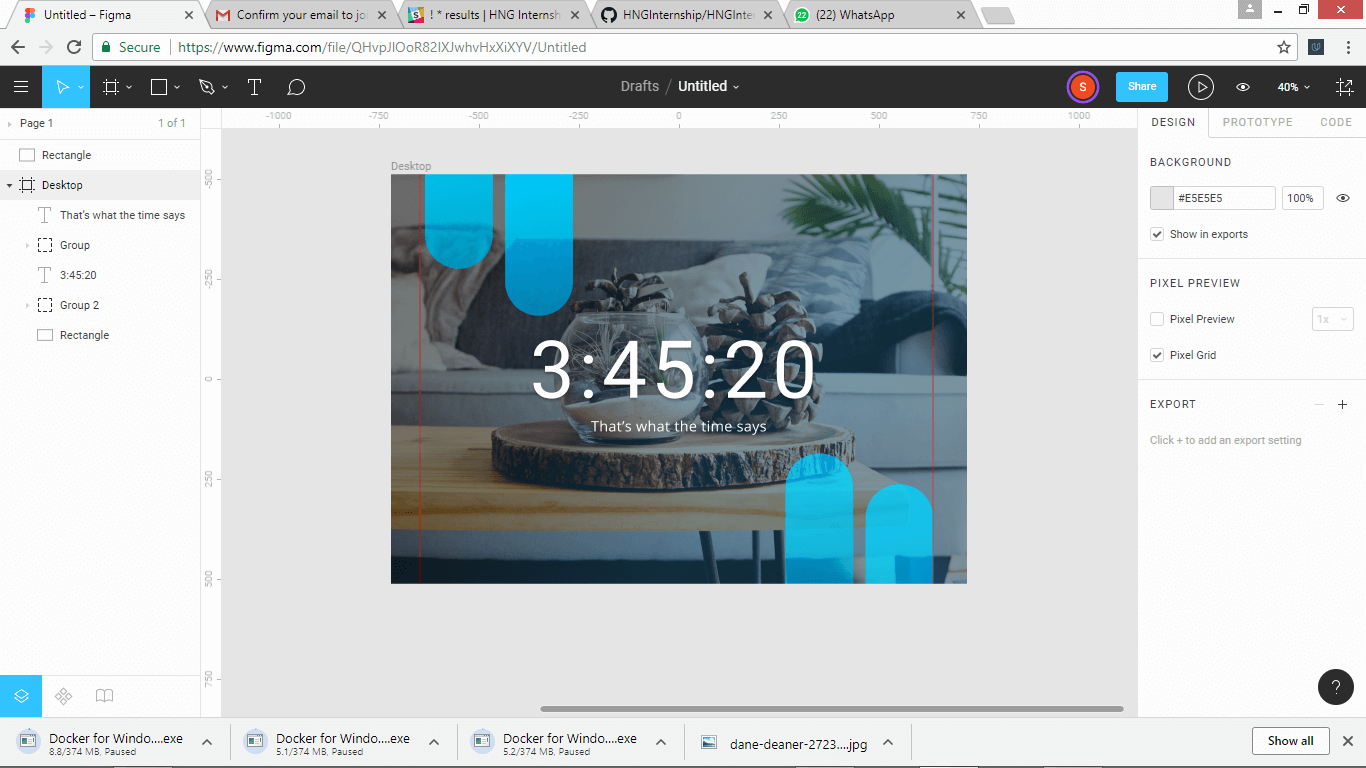 Untitled – Figma
Confirm your email to jo
! * results | HNG Internsh
HNGInternship/HNGInte
(22) WhatsApp
Secure
https://www.figma.com/file/QHvpJIOoR82lXJwhvHxXiXYV/Untitled
Drafts / Untitled
S
Share
40%
Page 1
1 of 1
Rectangle
Desktop
That's what the time says
Group
3:45:20
Group 2
Rectangle
-1000
-750
-500
-250
0
250
500
750
1000
-500
-250
0
250
500
750
Desktop
3:45:20
That's what the time says
DESIGN
PROTOTYPE
CODE
BACKGROUND
#E5E5E5
100%
Show in exports
PIXEL PREVIEW
Pixel Preview
1x
Pixel Grid
EXPORT
Click + to add an export setting
?
Docker for Windo....exe
8.8/374 MB, Paused
Docker for Windo....exe
5.1/374 MB, Paused
Docker for Windo....exe
5.2/374 MB, Paused
dane-deaner-2723....jpg
Show all